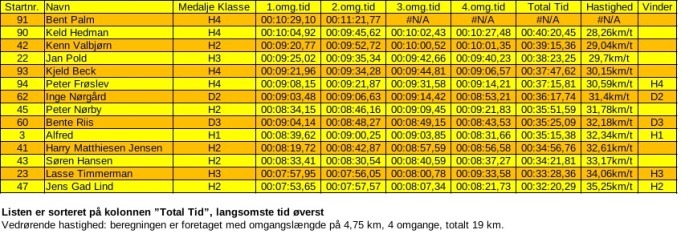 Startnr. Navn Medalje Klasse 1.omg.tid 2.omg.tid 3.omg.tid 4.omg.tid Total Tid Hastighed Vinder
91 Bent Palm H4 00:10:29,10 00:11:21,77 #N/A #N/A #N/A
90 Keld Hedman H4 00:10:04,92 00:09:45,62 00:10:02,43 00:10:27,48 00:40:20,45 28,26km/t
42 Kenn Valbjørn H2 00:09:20,77 00:09:52,72 00:10:00,52 00:10:01,35 00:39:15,36 29,04km/t
22 Jan Pold H3 00:09:25,02 00:09:35,34 00:09:42,66 00:09:40,23 00:38:23,25 29,7km/t
93 Kjeld Beck H4 00:09:21,96 00:09:34,28 00:09:44,81 00:09:06,57 00:37:47,62 30,15km/t
94 Peter Frøslev H4 00:09:08,15 00:09:21,87 00:09:31,58 00:09:14,21 00:37:15,81 30,59km/t H4
62 Inge Nørgård D2 00:09:03,48 00:09:06,63 00:09:14,42 00:08:53,21 00:36:17,74 31,4km/t D2
45 Peter Nørby H2 00:08:34,15 00:08:46,16 00:09:09,45 00:09:21,83 00:35:51,59 31,78km/t
60 Bente Riis D3 00:09:04,14 00:08:48,27 00:08:49,15 00:08:43,53 00:35:25,09 32,18km/t D3
3 Alfred H1 00:08:39,62 00:09:00,25 00:09:03,85 00:08:31,66 00:35:15,38 32,34km/t H1
41 Harry Matthiesen Jensen H2 00:08:19,72 00:08:42,87 00:08:57,59 00:08:56,58 00:34:56,76 32,61km/t
43 Søren Hansen H2 00:08:33,41 00:08:30,54 00:08:40,59 00:08:37,27 00:34:21,81 33,17km/t
23 Lasse Timmerman H3 00:07:57,95 00:08:56,05 00:08:00,78 00:09:33,58 00:33:28,36 34,06km/t H3
47 Jens Gad Lind H2 00:07:53,65 00:07:57,57 00:08:07,34 00:08:21,73 00:32:20,29 35,25km/t H2
Listen er sorteret på kolonnen "Total Tid", langsomste tid øverst
Vedrørende hastighed: beregningen er foretaget med omgangslængde på 4,75 km, 4 omgange, totalt 19 km.